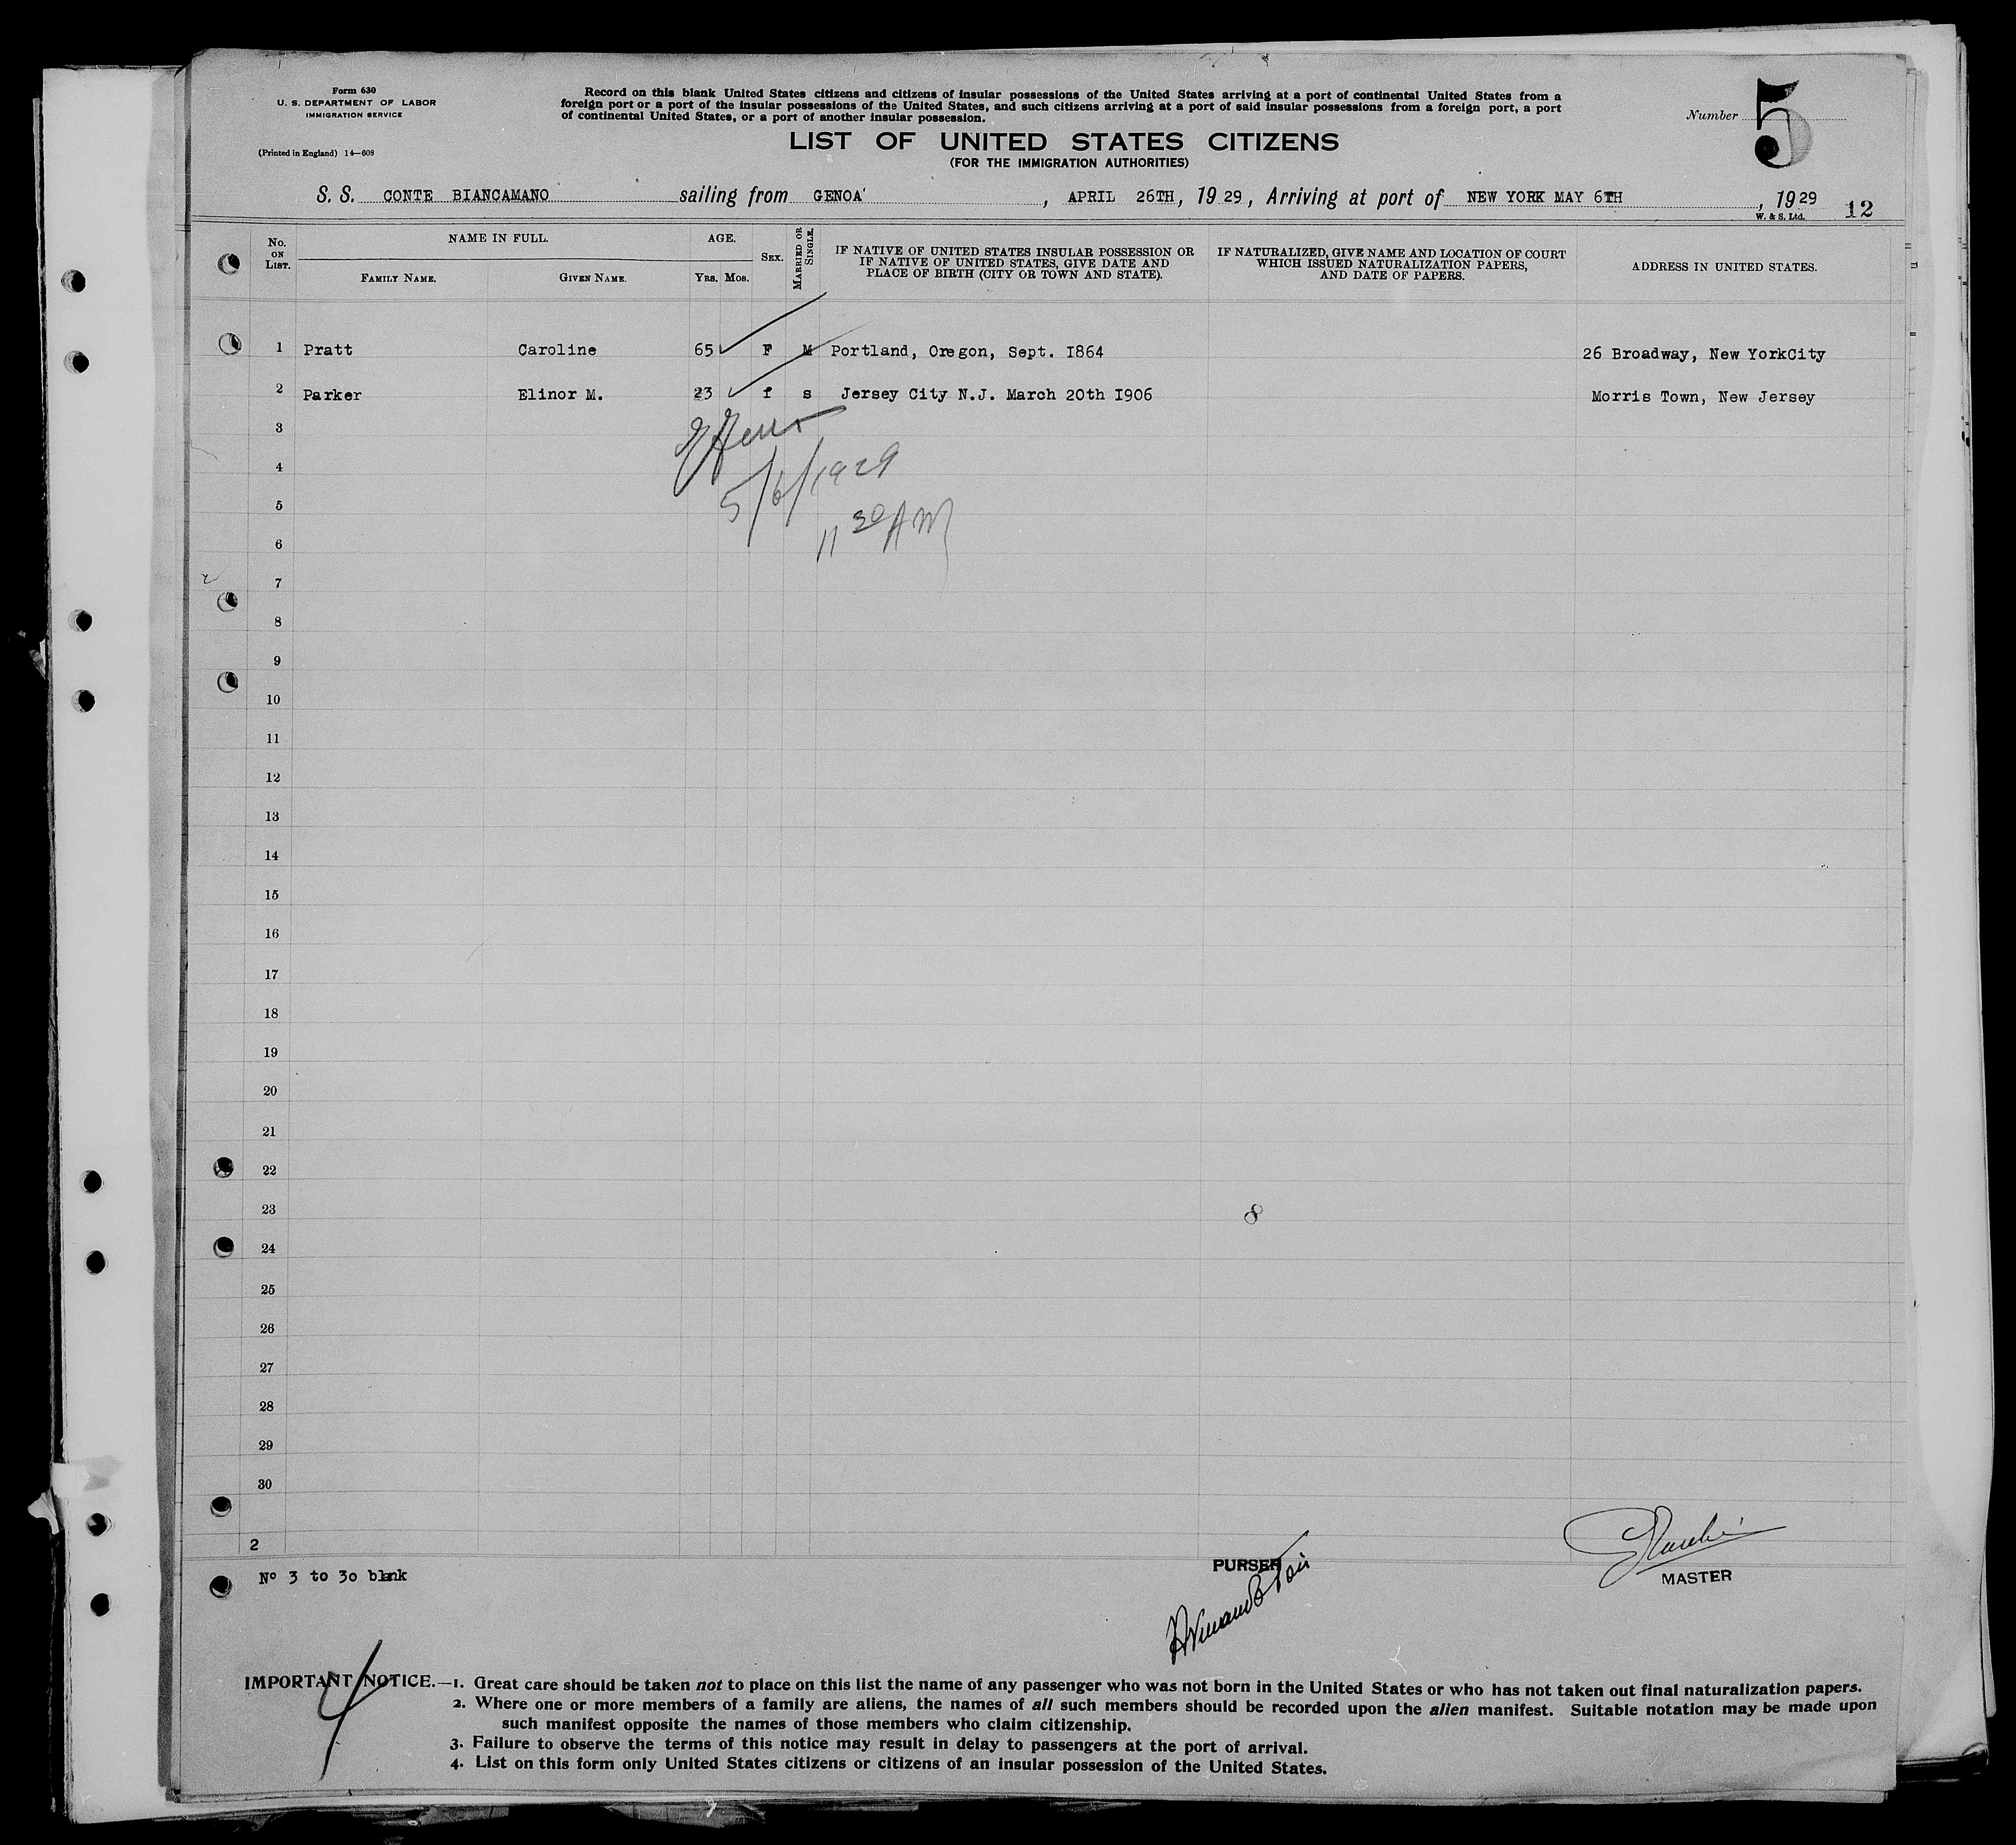 Form 630
U. S. DEPARTMENT OF LABOR
IMMIGRATION SERVICE
(Printed in England) 14—608
Record on this blank United States citizens and citizens of insular possessions of the United States arriving at a port of continental United States from a
foreign port or a port of the insular possessions of the United States, and such citizens arriving at a port of said insular possessions from a foreign port, a port
of continental United States, or a port of another insular possession.
Number 5
LIST OF UNITED STATES CITIZENS
(FOR THE IMMIGRATION AUTHORITIES)
S. S. CONTE BIANCAMANO sailing from GENOA' , APRIL 26TH, 1929, Arriving at port of NEW YORK MAY 6TH , 1929
W. & S. Ltd. 12
No. ON LIST. NAME IN FULL. FAMILY NAME. GIVEN NAME. AGE. Yrs. Mos. SEX. MARRIED OR SINGLE. IF NATIVE OF UNITED STATES INSULAR POSSESSION OR IF NATIVE OF UNITED STATES, GIVE DATE AND PLACE OF BIRTH (CITY OR TOWN AND STATE). IF NATURALIZED, GIVE NAME AND LOCATION OF COURT WHICH ISSUED NATURALIZATION PAPERS, AND DATE OF PAPERS. ADDRESS IN UNITED STATES.
1 Pratt Caroline 65 F M Portland, Oregon, Sept. I864 26 Broadway, New YorkCity
2 Parker Elinor M. 23 f s Jersey City N.J. March 20th I906 Morris Town, New Jersey
3
4
5/6/1929
5
11 30 AM
6
7
8
9
10
11
12
13
14
15
16
17
18
19
20
21
22
23 8
24
25
26
27
28
29
30
2
Nº 3 to 3o blank
PURSER
MASTER
4
IMPORTANT NOTICE.—1. Great care should be taken not to place on this list the name of any passenger who was not born in the United States or who has not taken out final naturalization papers.
2. Where one or more members of a family are aliens, the names of all such members should be recorded upon the alien manifest. Suitable notation may be made upon
such manifest opposite the names of those members who claim citizenship.
3. Failure to observe the terms of this notice may result in delay to passengers at the port of arrival.
4. List on this form only United States citizens or citizens of an insular possession of the United States.